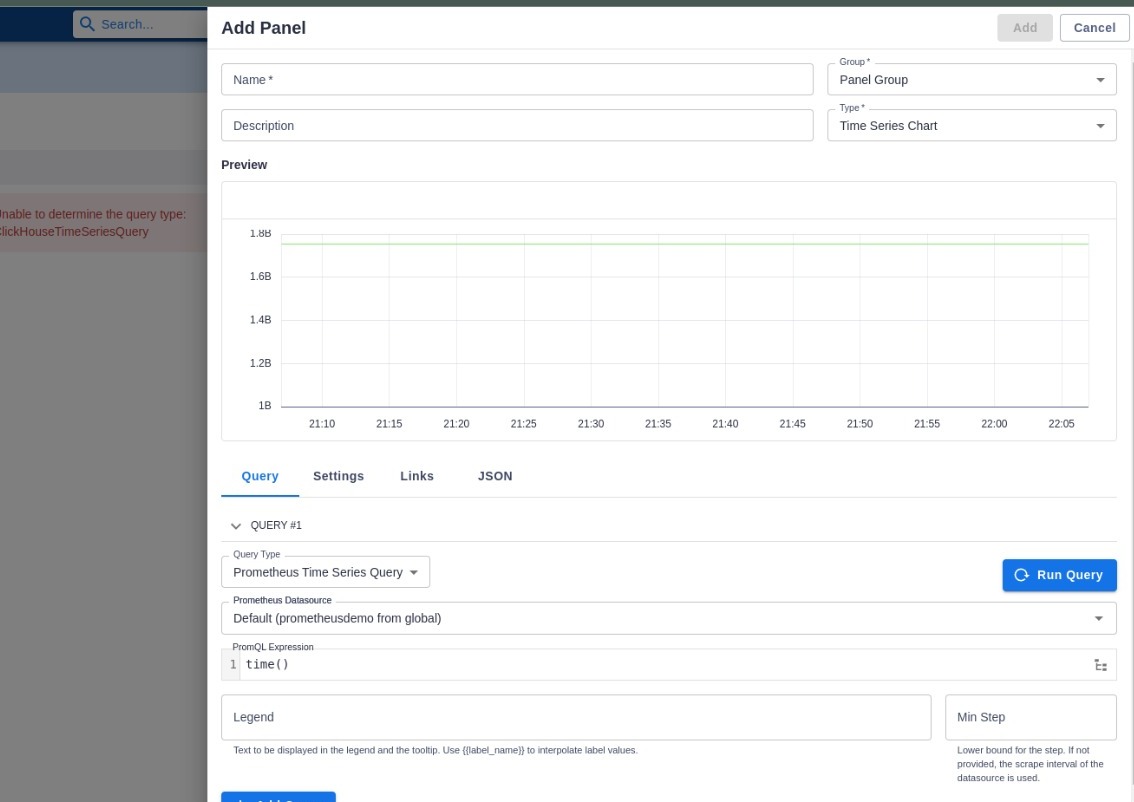 Search...
Add Panel
Add
Cancel
Name *
Group *
Panel Group
Description
Type *
Time Series Chart
Preview
nable to determine the query type:
lickHouseTimeSeriesQuery
1.8B
1.6B
1.4B
1.2B
1B
21:10 21:15 21:20 21:25 21:30 21:35 21:40 21:45 21:50 21:55 22:00 22:05
Query Settings Links JSON
QUERY #1
Query Type
Prometheus Time Series Query
Run Query
Prometheus Datasource
Default (prometheusdemo from global)
PromQL Expression
1 time()
Legend
Text to be displayed in the legend and the tooltip. Use {{label_name}} to interpolate label values.
Min Step
Lower bound for the step. If not
provided, the scrape interval of the
datasource is used.